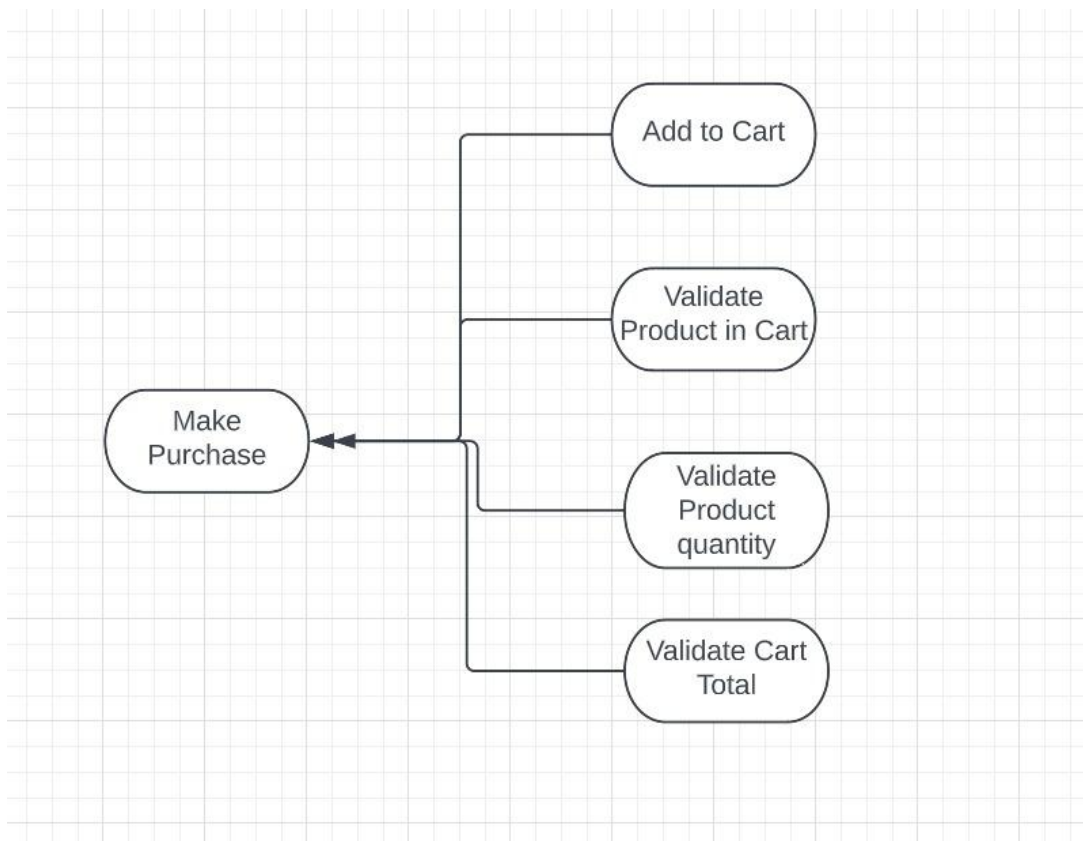 Add to Cart
Validate
Product in Cart
Make
Purchase
Validate
Product
quantity
Validate Cart
Total